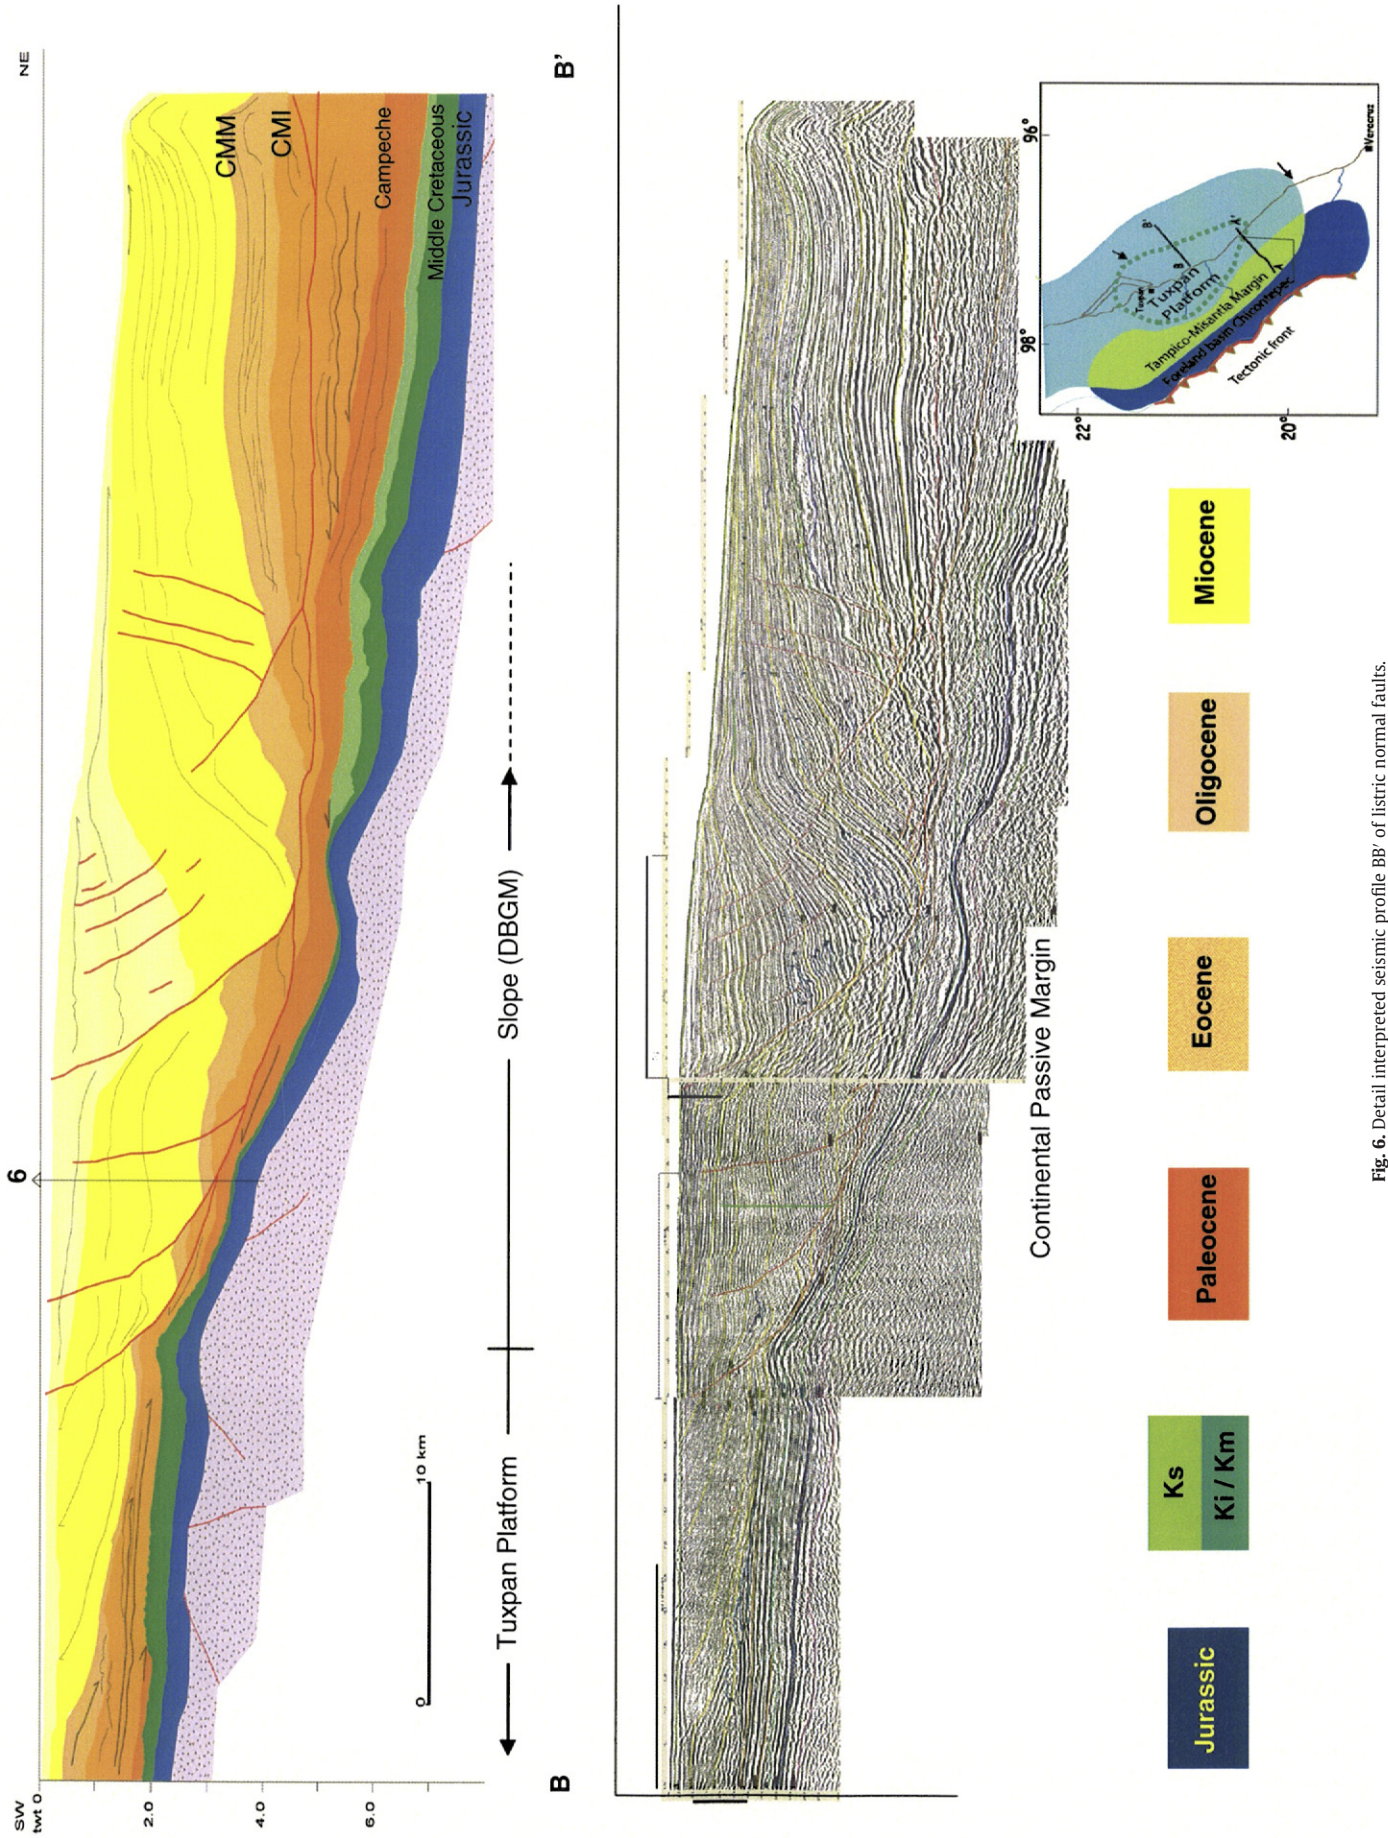 SW
NE
twt 0
2.0
4.0
6.0
6
CMM
CMI
Campeche
Middle Cretaceous
Jurassic
0
10 km
Tuxpan Platform
Slope (DBGM)
B
B'
Continental Passive Margin
96°
98°
22°
20°
Veracruz
B'
B
A'
A
Tuxpan
Tuxpan
Platform
Tampico-Misantla Margin
Foreland basin Chicontepec
Tectonic front
Jurassic
Ks
Ki / Km
Paleocene
Eocene
Oligocene
Miocene
Fig. 6. Detail interpreted seismic profile BB′ of listric normal faults.